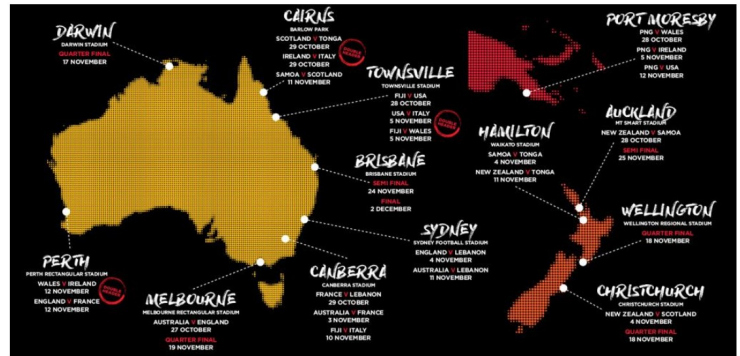 DARWIN
DARWIN STADIUM
QUARTER FINAL
17 NOVEMBER
CAIRNS
BARLOW PARK
SCOTLAND V TONGA
29 OCTOBER
IRELAND V ITALY
29 OCTOBER
SAMOA V SCOTLAND
11 NOVEMBER
DOUBLE HEADER
TOWNSVILLE
TOWNSVILLE STADIUM
FIJI V USA
28 OCTOBER
USA V ITALY
5 NOVEMBER
FIJI V WALES
5 NOVEMBER
DOUBLE HEADER
BRISBANE
BRISBANE STADIUM
SEMI FINAL
24 NOVEMBER
FINAL
2 DECEMBER
SYDNEY
SYDNEY FOOTBALL STADIUM
ENGLAND V LEBANON
4 NOVEMBER
AUSTRALIA V LEBANON
11 NOVEMBER
CANBERRA
CANBERRA STADIUM
FRANCE V LEBANON
29 OCTOBER
AUSTRALIA V FRANCE
3 NOVEMBER
FIJI V ITALY
10 NOVEMBER
MELBOURNE
MELBOURNE RECTANGULAR STADIUM
AUSTRALIA V ENGLAND
27 OCTOBER
QUARTER FINAL
19 NOVEMBER
PERTH
PERTH RECTANGULAR STADIUM
WALES V IRELAND
12 NOVEMBER
ENGLAND V FRANCE
12 NOVEMBER
DOUBLE HEADER
PORT MORESBY
PNG V WALES
28 OCTOBER
PNG V IRELAND
5 NOVEMBER
PNG V USA
12 NOVEMBER
AUCKLAND
MT SMART STADIUM
NEW ZEALAND V SAMOA
28 OCTOBER
SEMI FINAL
25 NOVEMBER
HAMILTON
WAIKATO STADIUM
SAMOA V TONGA
4 NOVEMBER
NEW ZEALAND V TONGA
11 NOVEMBER
WELLINGTON
WELLINGTON REGIONAL STADIUM
QUARTER FINAL
18 NOVEMBER
CHRISTCHURCH
CHRISTCHURCH STADIUM
NEW ZEALAND V SCOTLAND
4 NOVEMBER
QUARTER FINAL
18 NOVEMBER